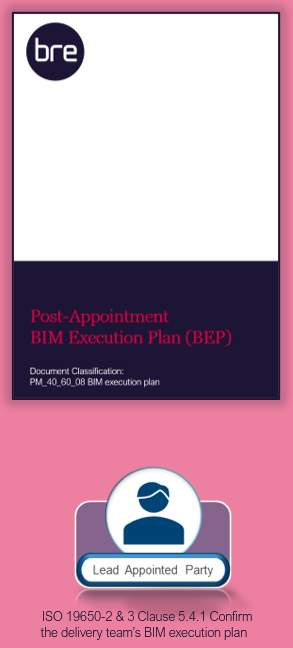 bre
Post-Appointment
BIM Execution Plan (BEP)
Document Classification:
PM_40_60_08 BIM execution plan
Lead Appointed Party
ISO 19650-2 & 3 Clause 5.4.1 Confirm
the delivery team's BIM execution plan